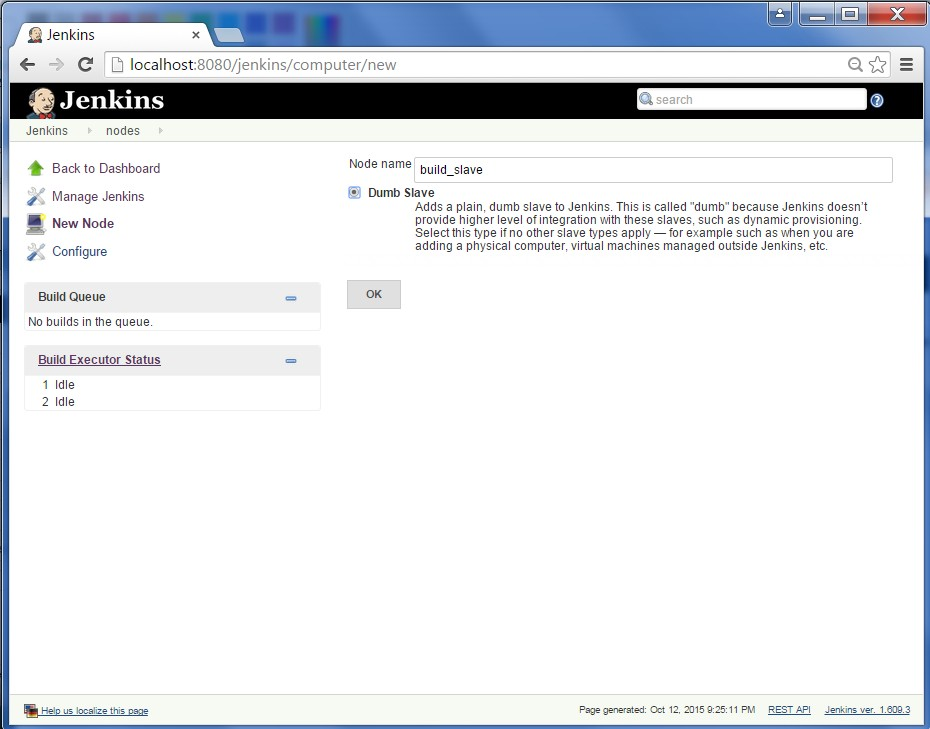 Jenkins
localhost:8080/jenkins/computer/new
Jenkins
search
Jenkins
nodes
Back to Dashboard
Manage Jenkins
New Node
Configure
Build Queue
No builds in the queue.
Build Executor Status
1 Idle
2 Idle
Node name build_slave
Dumb Slave
Adds a plain, dumb slave to Jenkins. This is called "dumb" because Jenkins doesn't
provide higher level of integration with these slaves, such as dynamic provisioning.
Select this type if no other slave types apply — for example such as when you are
adding a physical computer, virtual machines managed outside Jenkins, etc.
OK
Help us localize this page
Page generated: Oct 12, 2015 9:25:11 PM REST API Jenkins ver. 1.609.3